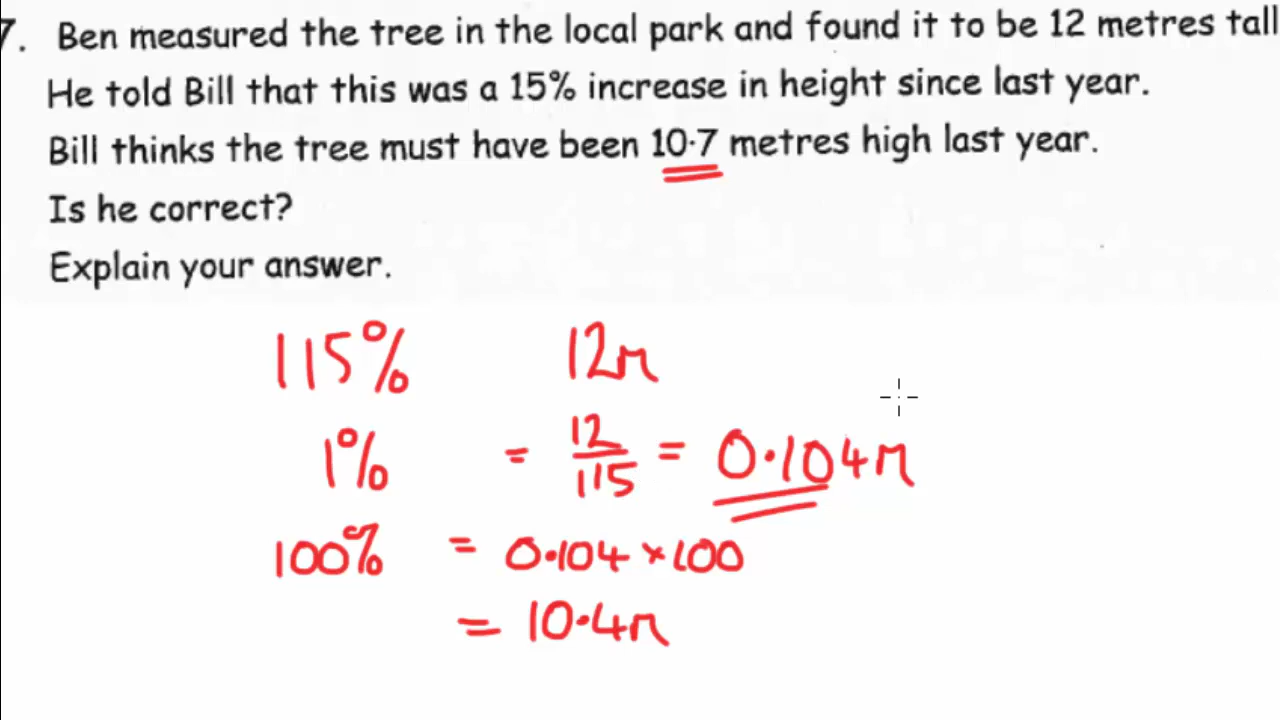 7. Ben measured the tree in the local park and found it to be 12 metres tall
He told Bill that this was a 15% increase in height since last year.
Bill thinks the tree must have been 10·7 metres high last year.
Is he correct?
Explain your answer.
115% 12m
1% = 12/115 = 0·104m
100% = 0·104 × 100
= 10·4m